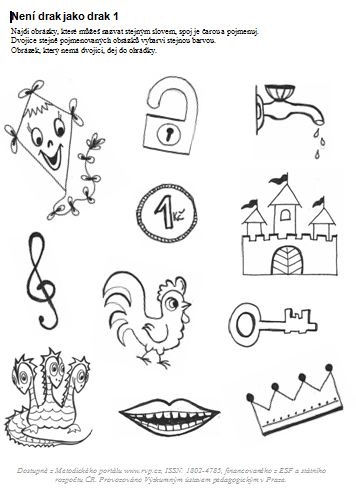 Není drak jako drak 1
Najdi obrázky, které můžeš nazvat stejným slovem, spoj je čarou a pojmenuj.
Dvojice stejně pojmenovaných obrázků vybarvi stejnou barvou.
Obrázek, který nemá dvojici, dej do ohrádky.
1
Kč
Dostupné z Metodického portálu www.rvp.cz, ISSN: 1802-4785, financovaného z ESF a státního
rozpočtu ČR. Provozováno Výzkumným ústavem pedagogickým v Praze.